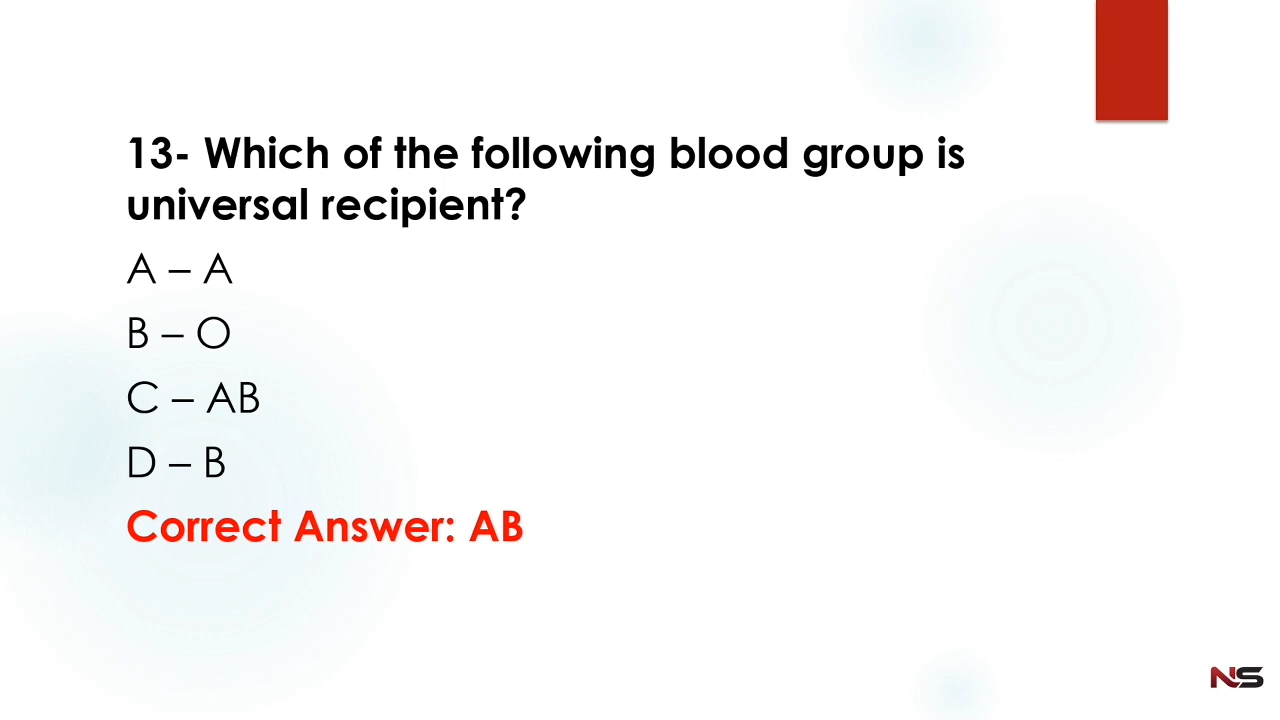 13- Which of the following blood group is
universal recipient?
A – A
B – O
C – AB
D – B
Correct Answer: AB
NS